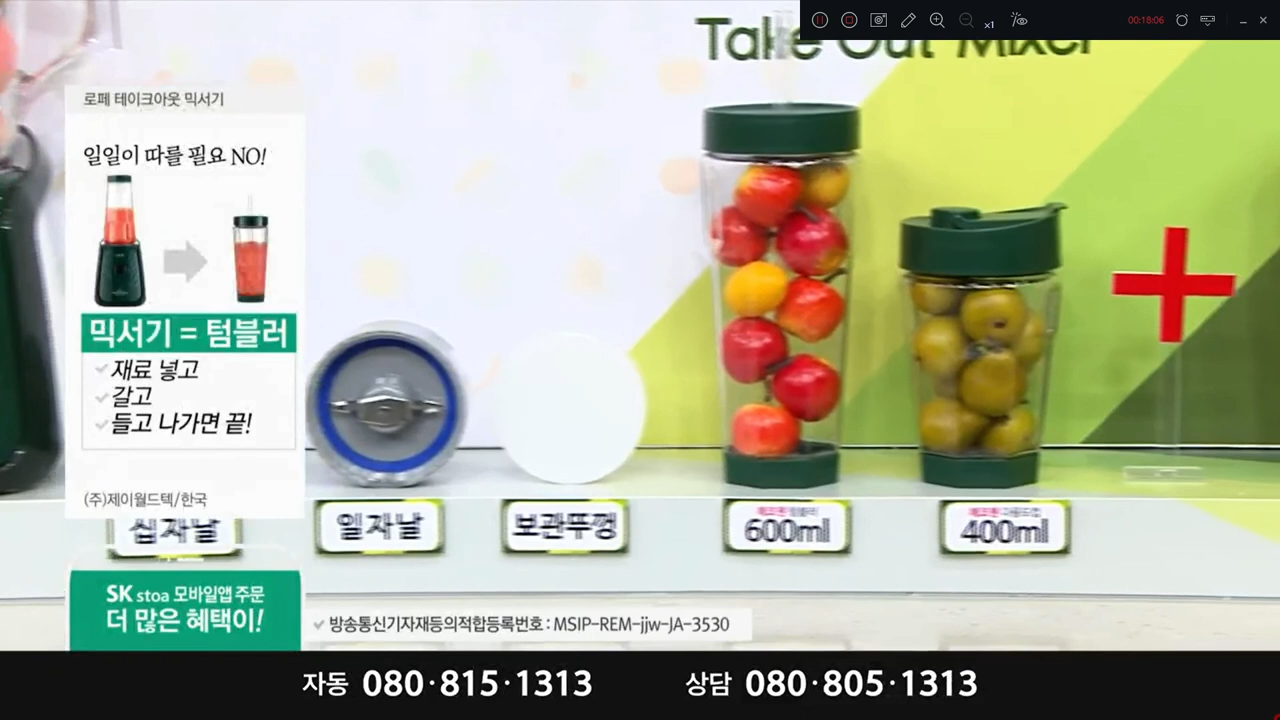 Take Out Mixer
x1
00:18:06
로페 테이크아웃 믹서기
일일이 따를 필요 NO!
믹서기 = 텀블러
재료 넣고
갈고
들고 나가면 끝!
(주)제이월드텍/한국
십자날
일자날
보관뚜껑
600ml
400ml
SK stoa 모바일앱 주문
더 많은 혜택이!
방송통신기자재등의적합등록번호 : MSIP-REM-jjw-JA-3530
자동 080·815·1313
상담 080·805·1313